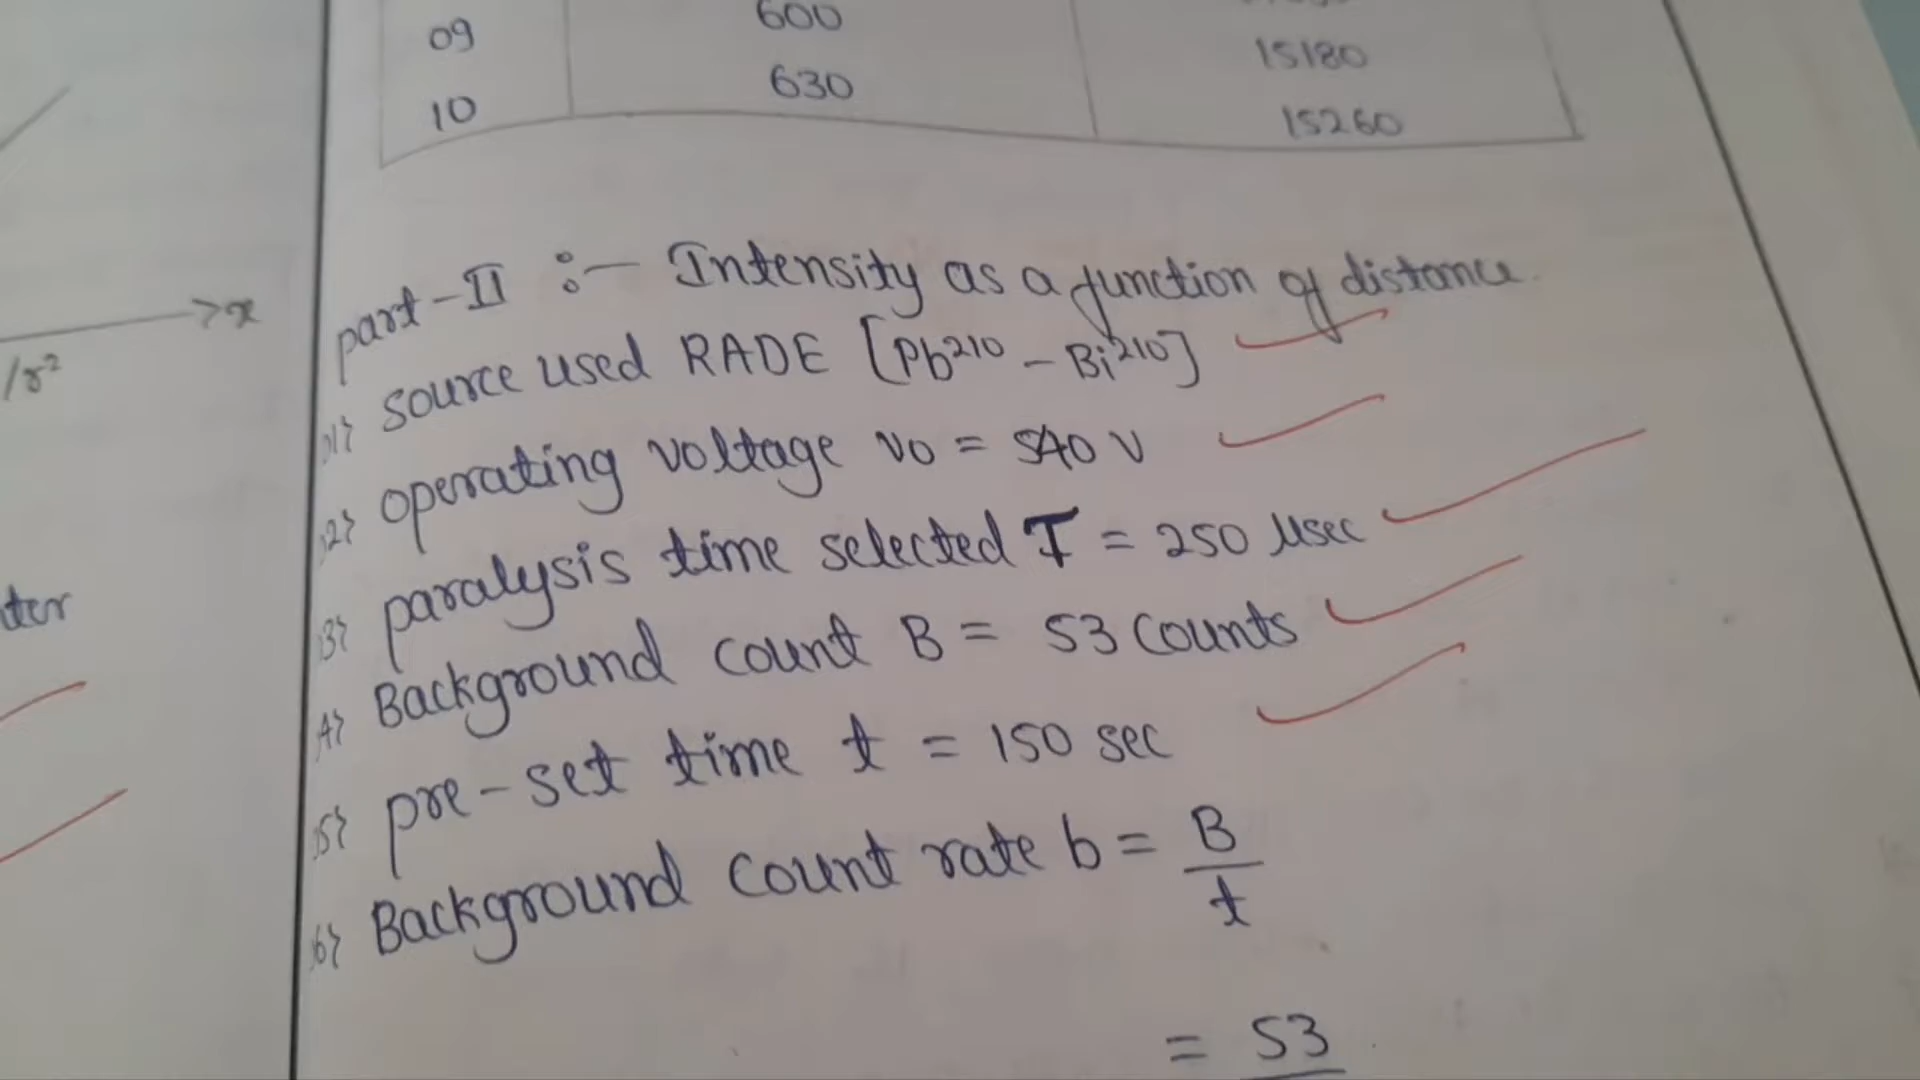 09 600 15180
10 630 15260
part-II :- Intensity as a function of distance.
1} source used RADE [Pb²¹⁰ - Bi²¹⁰]
2} operating voltage vo = 540 V
3} paralysis time selected T = 250 μsec
4} Background count B = 53 counts
5} pre-set time t = 150 sec
6} Background count rate b = B
t
= 53
→x
/r²